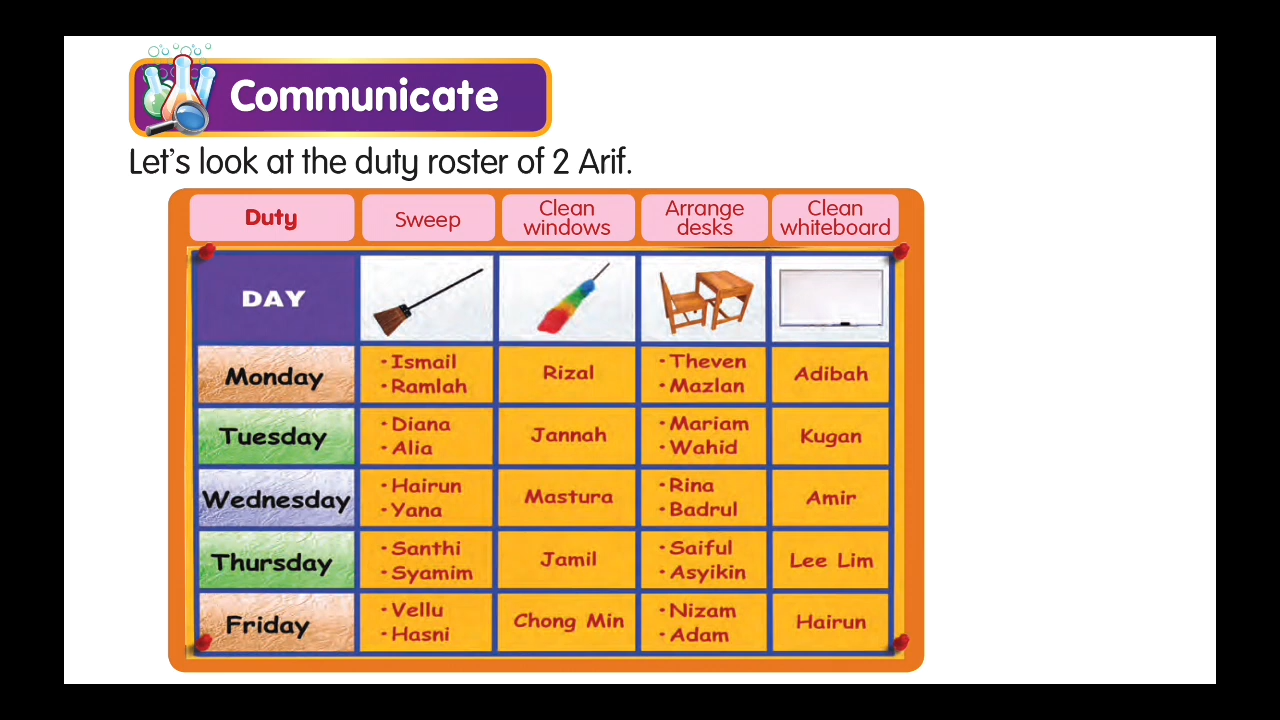 Communicate
Let's look at the duty roster of 2 Arif.
Duty
Sweep
Clean
windows
Arrange
desks
Clean
whiteboard
DAY
Monday
• Ismail
• Ramlah
Rizal
• Theven
• Mazlan
Adibah
Tuesday
• Diana
• Alia
Jannah
• Mariam
• Wahid
Kugan
Wednesday
• Hairun
• Yana
Mastura
• Rina
• Badrul
Amir
Thursday
• Santhi
• Syamim
Jamil
• Saiful
• Asyikin
Lee Lim
Friday
• Vellu
• Hasni
Chong Min
• Nizam
• Adam
Hairun